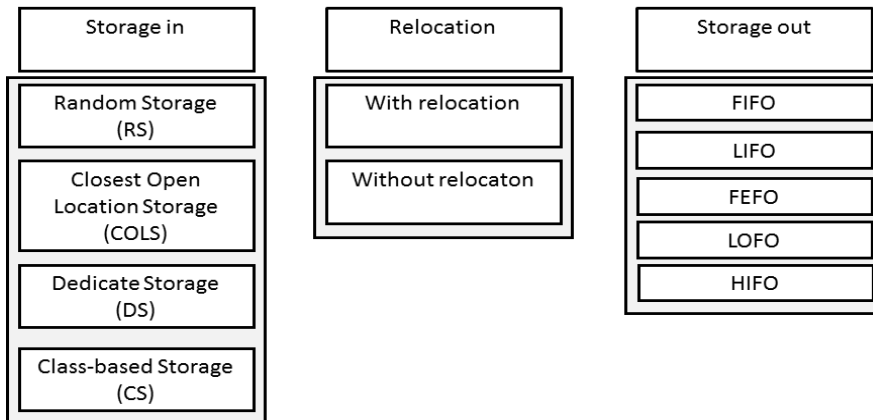 Storage in
Random Storage
(RS)
Closest Open
Location Storage
(COLS)
Dedicate Storage
(DS)
Class-based Storage
(CS)
Relocation
With relocation
Without relocaton
Storage out
FIFO
LIFO
FEFO
LOFO
HIFO